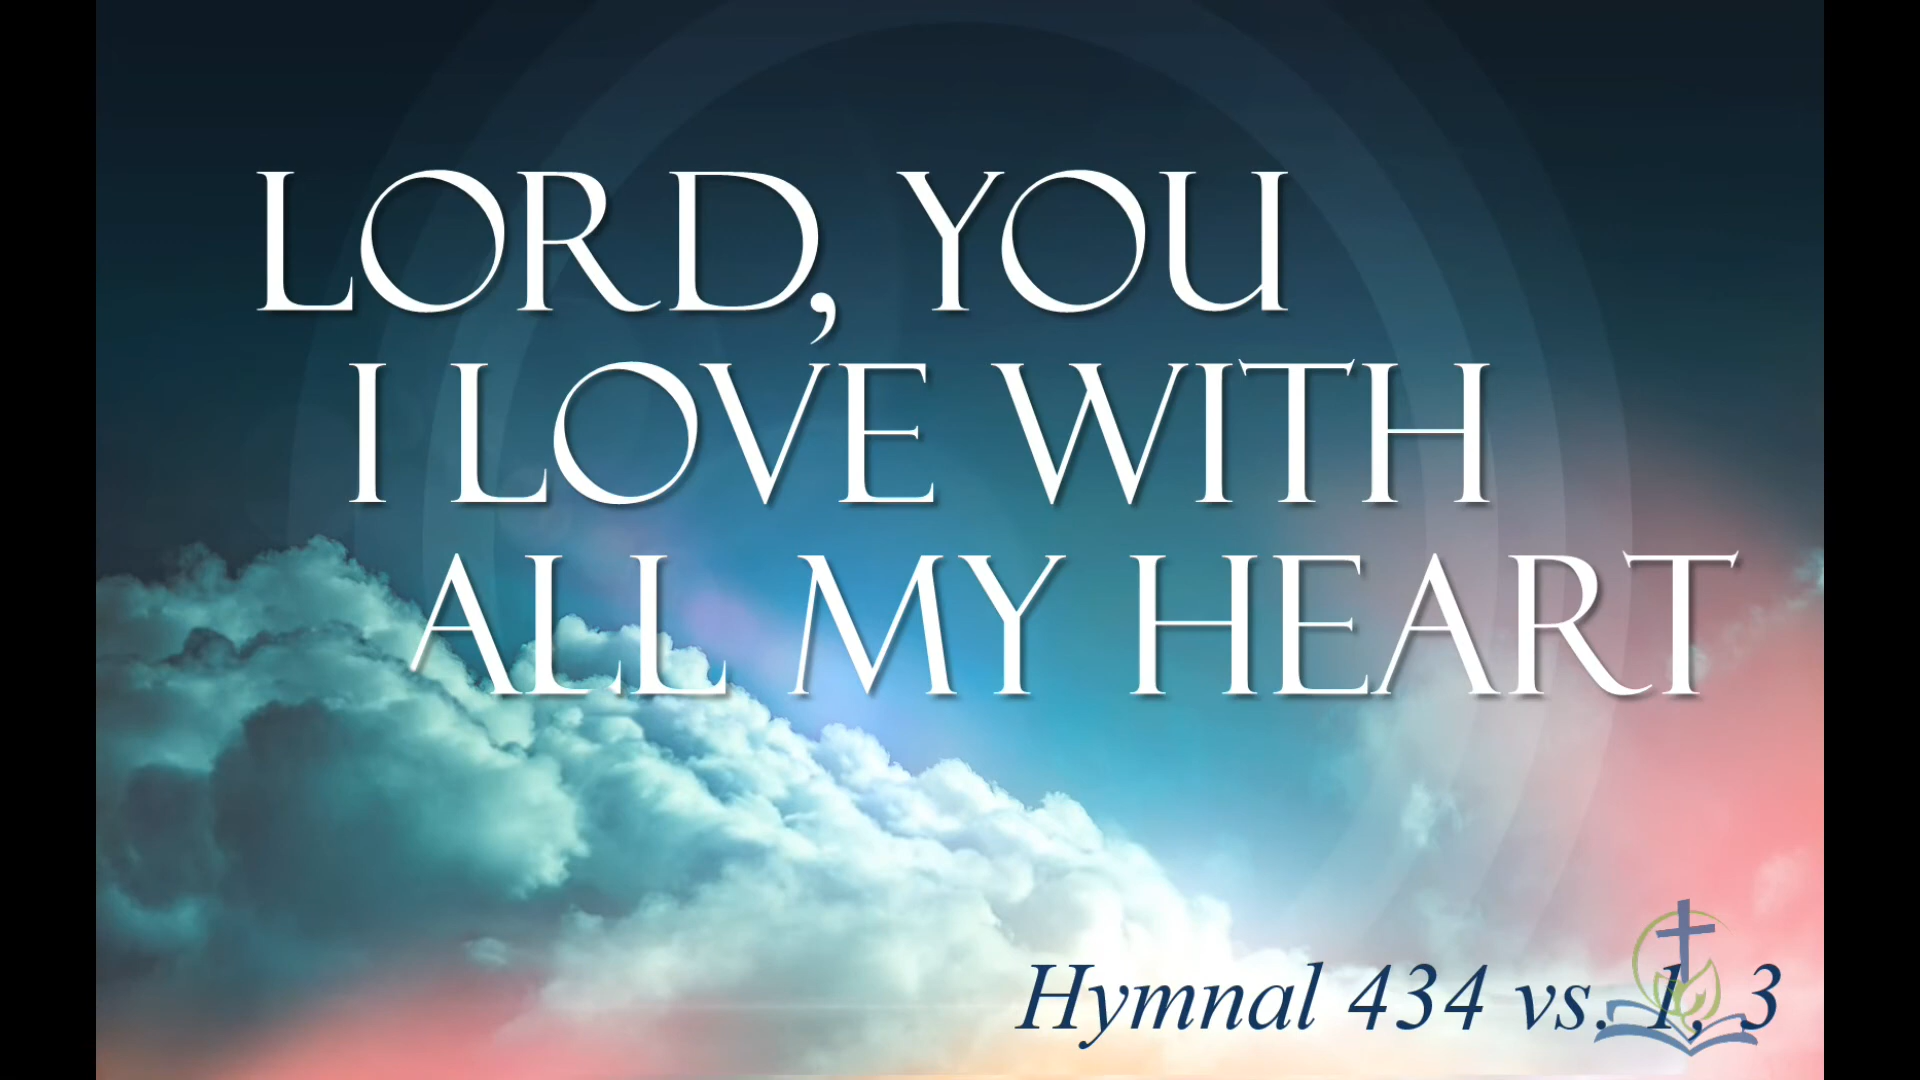 LORD, YOU
I LOVE WITH
ALL MY HEART
Hymnal 434 vs. 1, 3